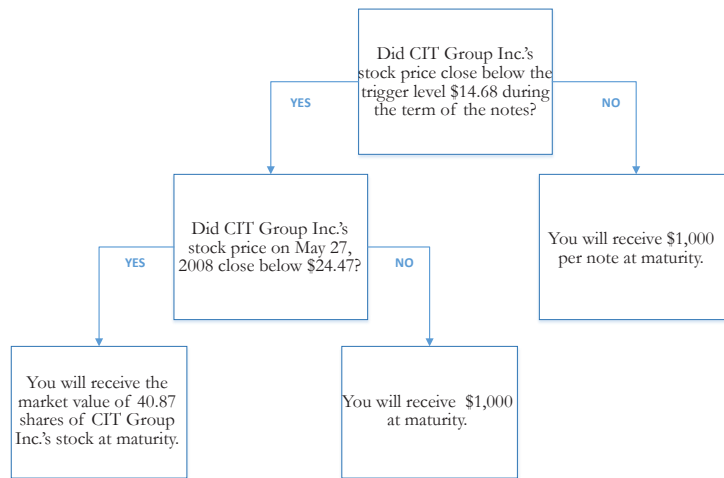 Did CIT Group Inc.'s
stock price close below the
trigger level $14.68 during
the term of the notes?
YES
NO
Did CIT Group Inc.'s
stock price on May 27,
2008 close below $24.47?
You will receive $1,000
per note at maturity.
YES
NO
You will receive the
market value of 40.87
shares of CIT Group
Inc.'s stock at maturity.
You will receive  $1,000
at maturity.